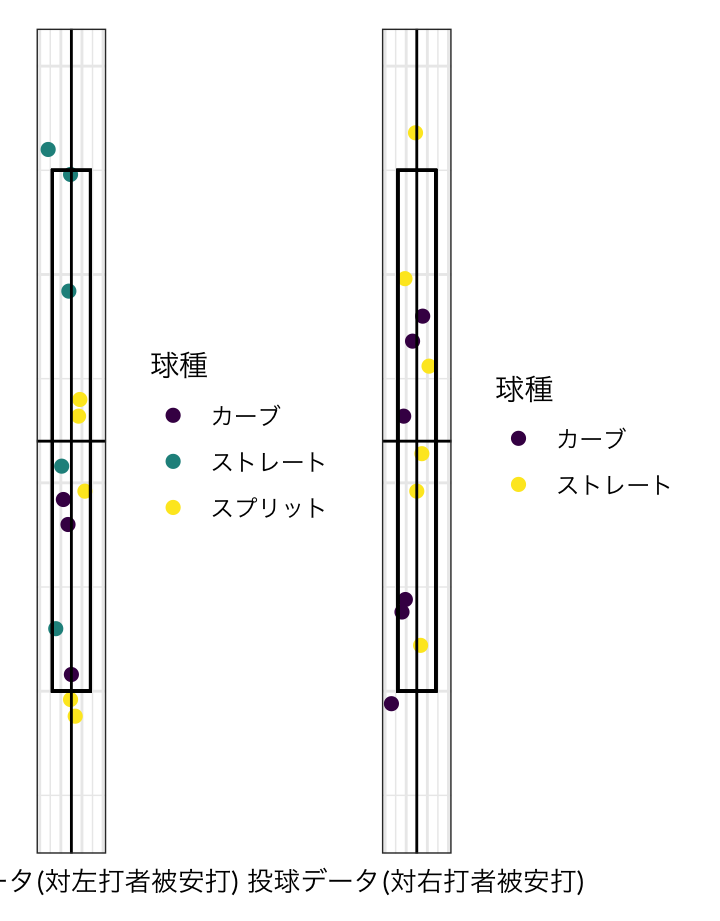 球種
カーブ
ストレート
スプリット
球種
カーブ
ストレート
ータ(対左打者被安打) 投球データ(対右打者被安打)